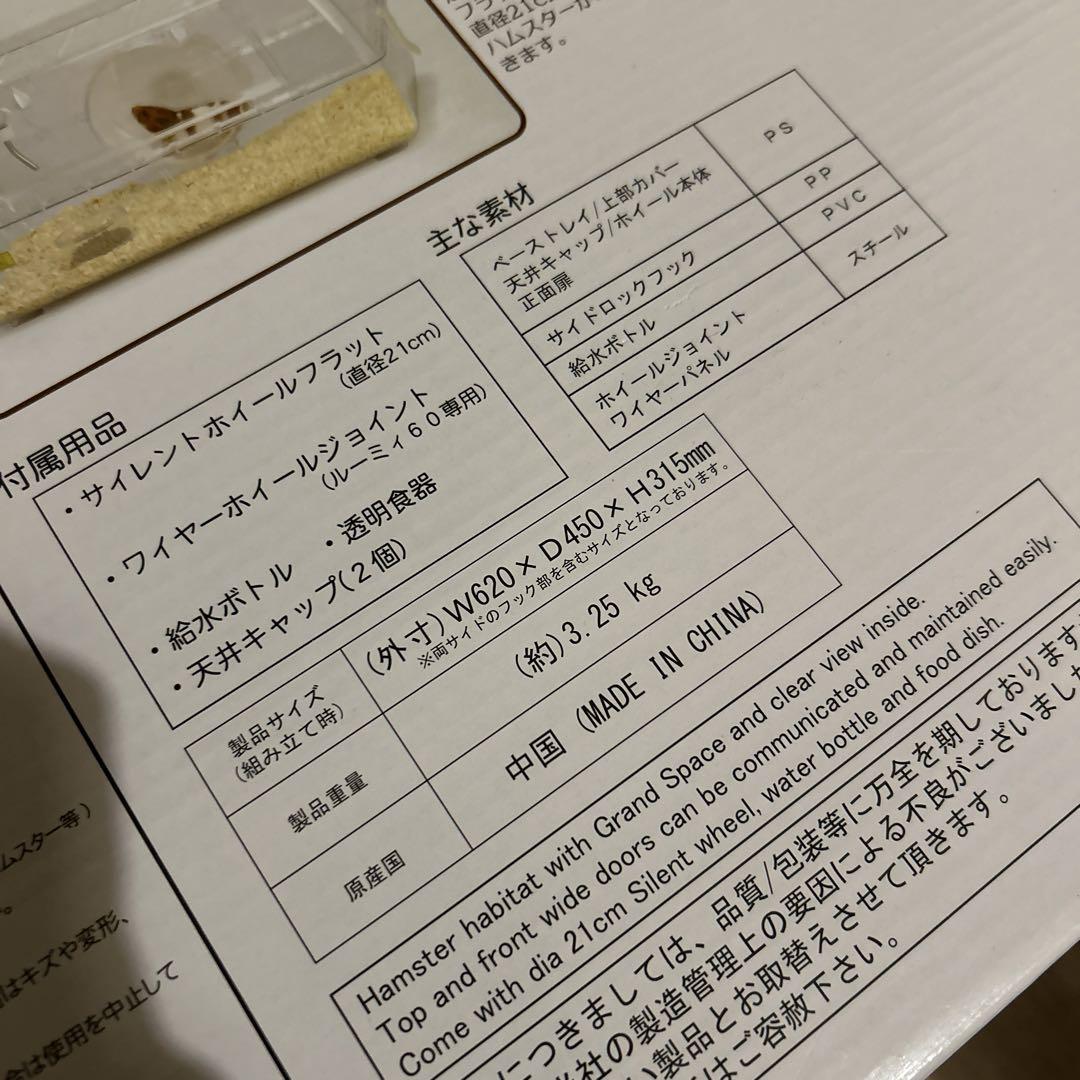 直径21c
ハムスターが
きます。
主な素材
ベーストレイ/上部カバー
天井キャップ/ホイール本体
正面扉
PS
サイドロックフック
PP
給水ボトル
PVC
ホイールジョイント
ワイヤーパネル
スチール
付属用品
・サイレントホイールフラット
(直径21cm)
・ワイヤーホイールジョイント
(ルーミィ60専用)
・給水ボトル ・透明食器
・天井キャップ(2個)
製品サイズ
(組み立て時)
(外寸)W620×D450×H315mm
※両サイドのフック部を含むサイズとなっております。
製品重量
(約)3.25 kg
原産国
中国 (MADE IN CHINA)
Hamster habitat with Grand Space and clear view inside.
Top and front wide doors can be communicated and maintained easily.
Come with dia 21cm Silent wheel, water bottle and food dish.
につきましては、品質/包装等に万全を期しております
社の製造管理上の要因による不良がございまし
い製品とお取替えさせて頂きます。
はご容赦下さい。
ムスター等)
。
はキズや変形、
合は使用を中止して